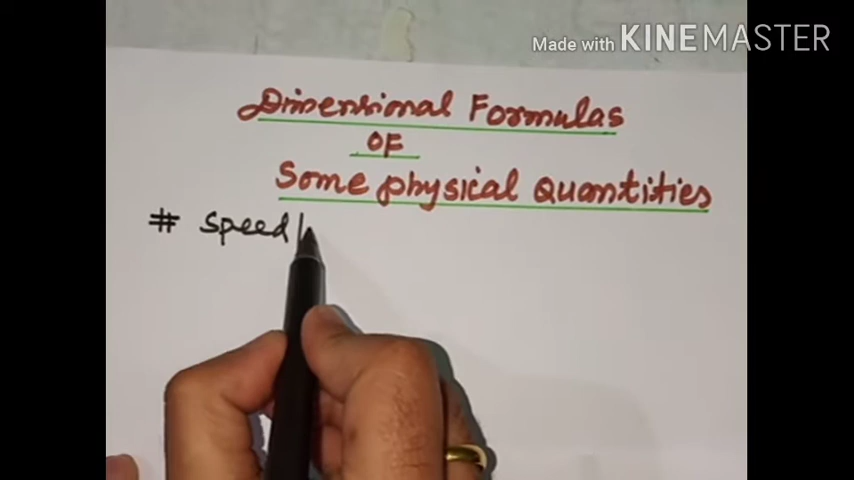 Made with KINEMASTER
Dimensional Formulas
OF
Some physical Quantities
# Speed |